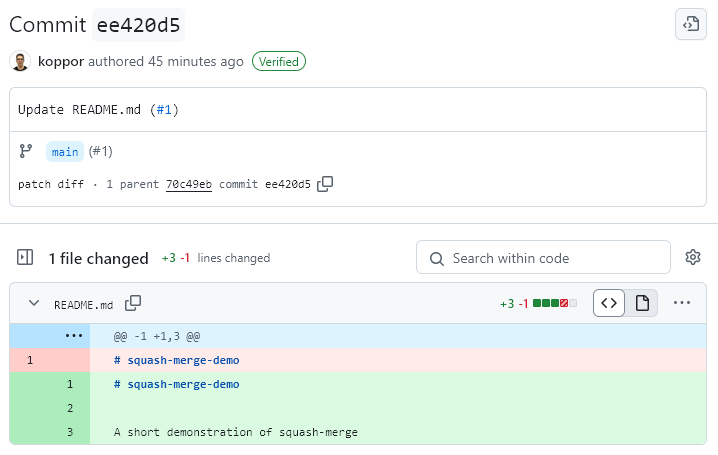 Commit ee420d5
koppor authored 45 minutes ago Verified
Update README.md (#1)
main (#1)
patch diff · 1 parent 70c49eb commit ee420d5
1 file changed +3 -1 lines changed
Search within code
README.md +3 -1
@@ -1 +1,3 @@
1 # squash-merge-demo
1 # squash-merge-demo
2
3 A short demonstration of squash-merge